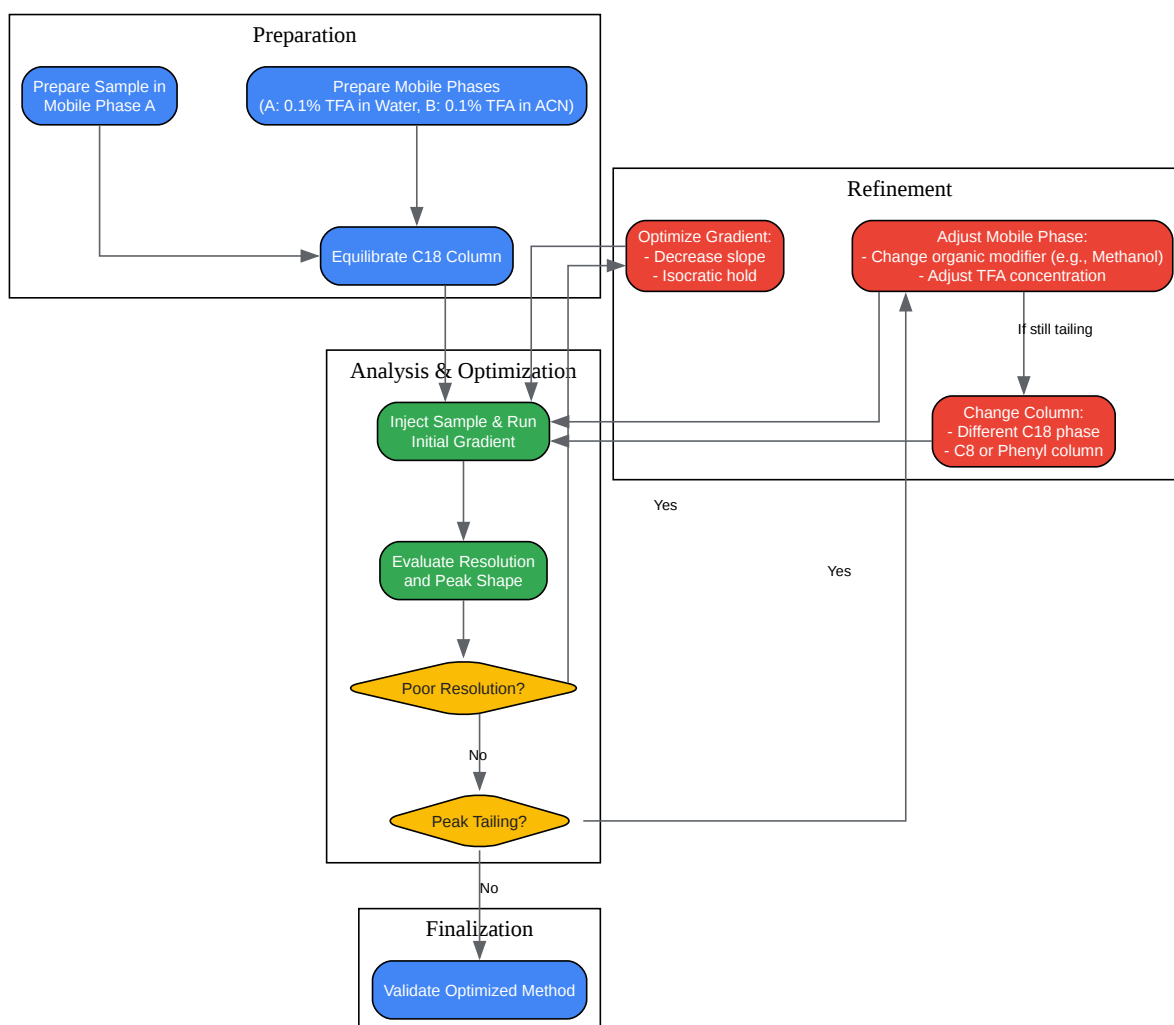 Preparation
Prepare Sample in
Mobile Phase A
Prepare Mobile Phases
(A: 0.1% TFA in Water, B: 0.1% TFA in ACN)
Equilibrate C18 Column
Refinement
Optimize Gradient:
- Decrease slope
- Isocratic hold
Adjust Mobile Phase:
- Change organic modifier (e.g., Methanol)
- Adjust TFA concentration
If still tailing
Change Column:
- Different C18 phase
- C8 or Phenyl column
Analysis & Optimization
Inject Sample & Run
Initial Gradient
Yes
Evaluate Resolution
and Peak Shape
Yes
Poor Resolution?
No
Peak Tailing?
No
Finalization
Validate Optimized Method